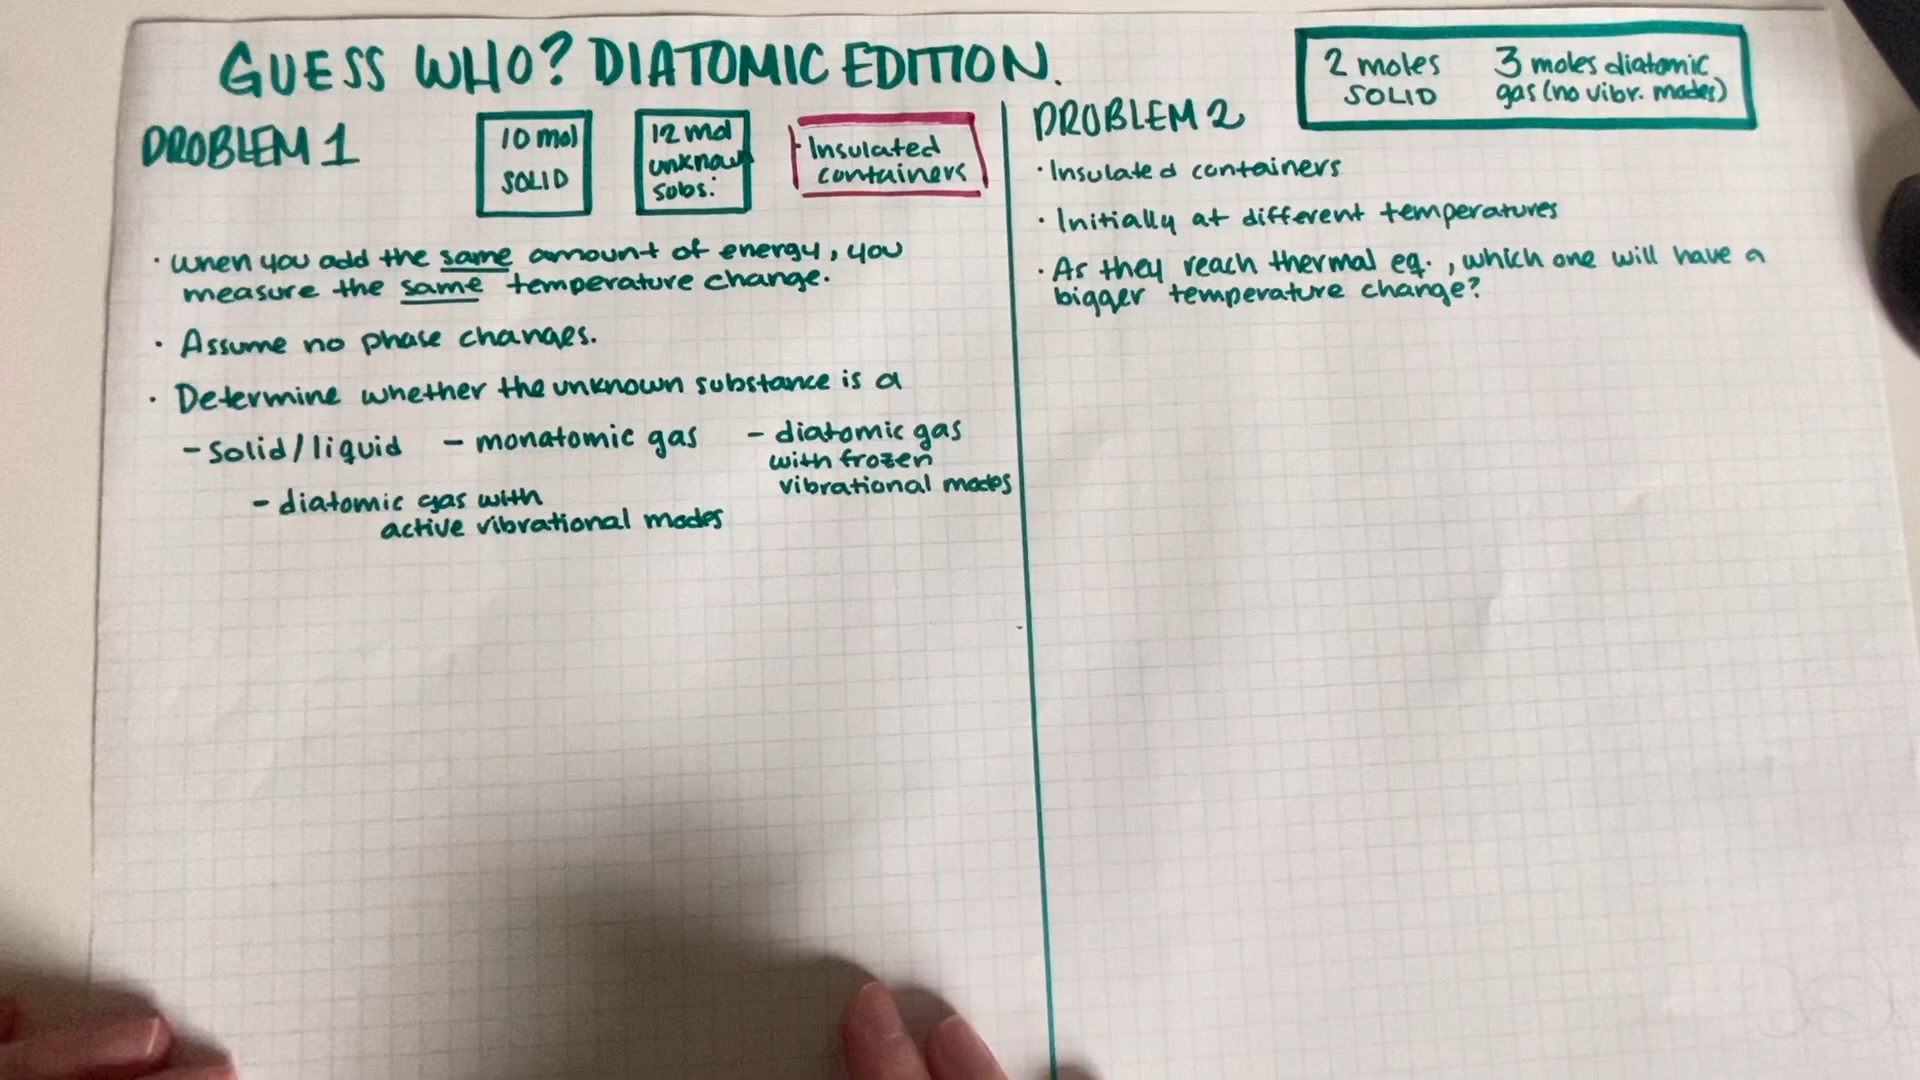 GUESS WHO? DIATOMIC EDITION.
PROBLEM 1
10 mol
SOLID
12 mol
unknown
subs.
Insulated
containers
• When you add the same amount of energy, you
measure the same temperature change.
• Assume no phase changes.
• Determine whether the unknown substance is a
- solid/liquid - monatomic gas - diatomic gas
with frozen
vibrational modes
- diatomic gas with
active vibrational modes
PROBLEM 2
2 moles
SOLID
3 moles diatomic
gas (no vibr. modes)
• Insulated containers
• Initially at different temperatures
• As they reach thermal eq., which one will have a
bigger temperature change?